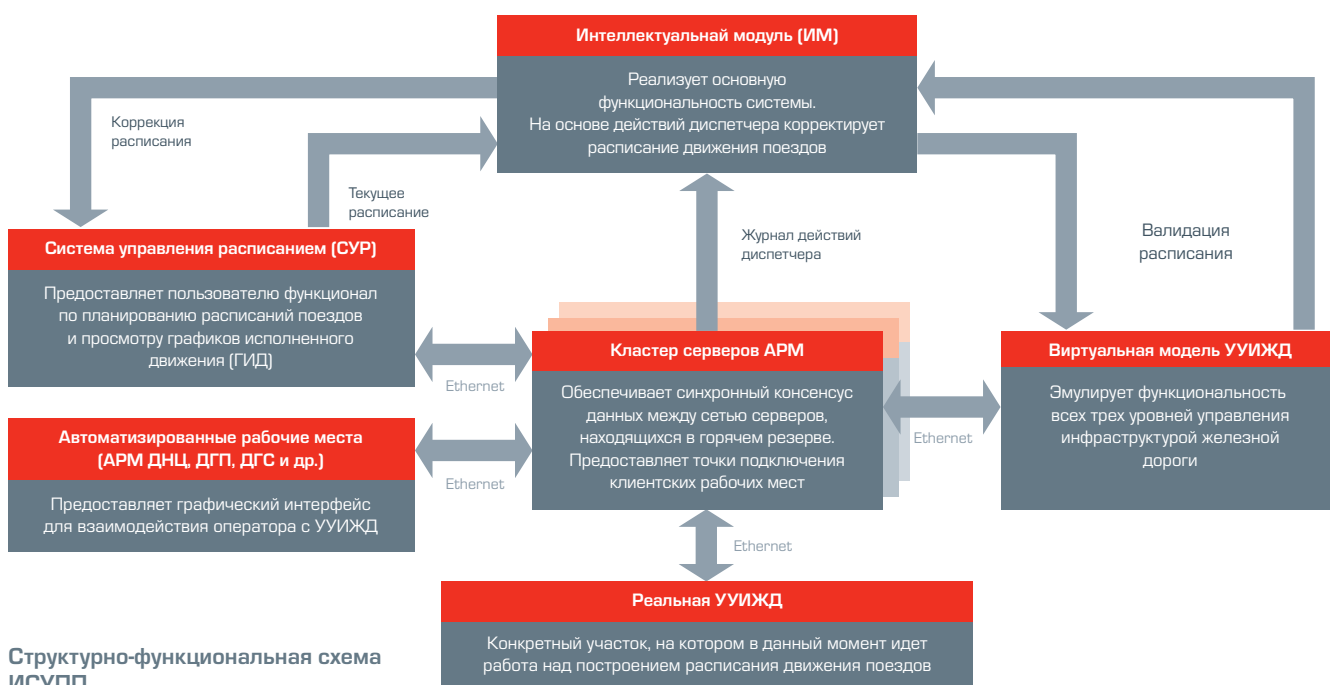 Интеллектуальнай модуль (ИМ)
Реализует основную
функциональность системы.
На основе действий диспетчера корректирует
расписание движения поездов
Коррекция
расписания
Текущее
расписание
Журнал действий
диспетчера
Валидация
расписания
Система управления расписанием (СУР)
Предоставляет пользователю функционал
по планированию расписаний поездов
и просмотру графиков исполненного
движения (ГИД)
Ethernet
Кластер серверов АРМ
Обеспечивает синхронный консенсус
данных между сетью серверов,
находящихся в горячем резерве.
Предоставляет точки подключения
клиентских рабочих мест
Ethernet
Виртуальная модель УУИЖД
Эмулирует функциональность
всех трех уровней управления
инфраструктурой железной
дороги
Автоматизированные рабочие места
(АРМ ДНЦ, ДГП, ДГС и др.)
Предоставляет графический интерфейс
для взаимодействия оператора с УУИЖД
Ethernet
Ethernet
Реальная УУИЖД
Конкретный участок, на котором в данный момент идет
работа над построением расписания движения поездов
Структурно-функциональная схема
ИСУПП